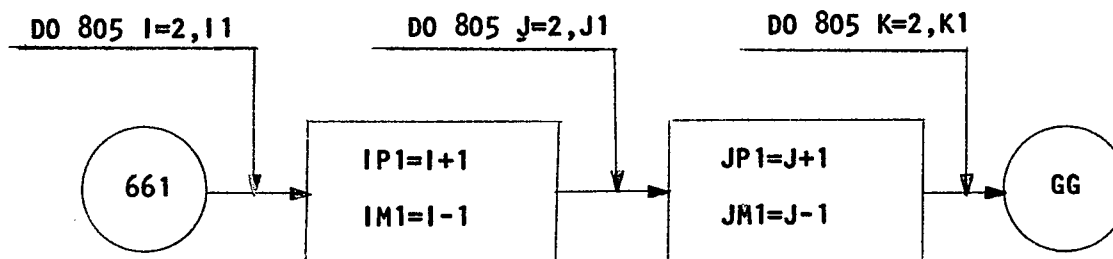 DO 805 I=2,I1
DO 805 J=2,J1
DO 805 K=2,K1
661
IP1=I+1
IM1=I-1
JP1=J+1
JM1=J-1
GG